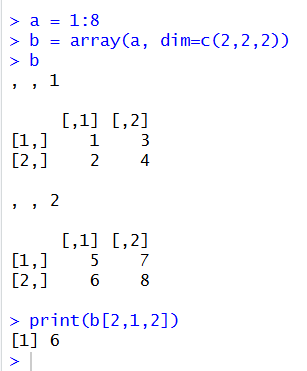 > a = 1:8
> b = array(a, dim=c(2,2,2))
> b
, , 1
     [,1] [,2]
[1,]    1    3
[2,]    2    4
, , 2
     [,1] [,2]
[1,]    5    7
[2,]    6    8
> print(b[2,1,2])
[1] 6
>